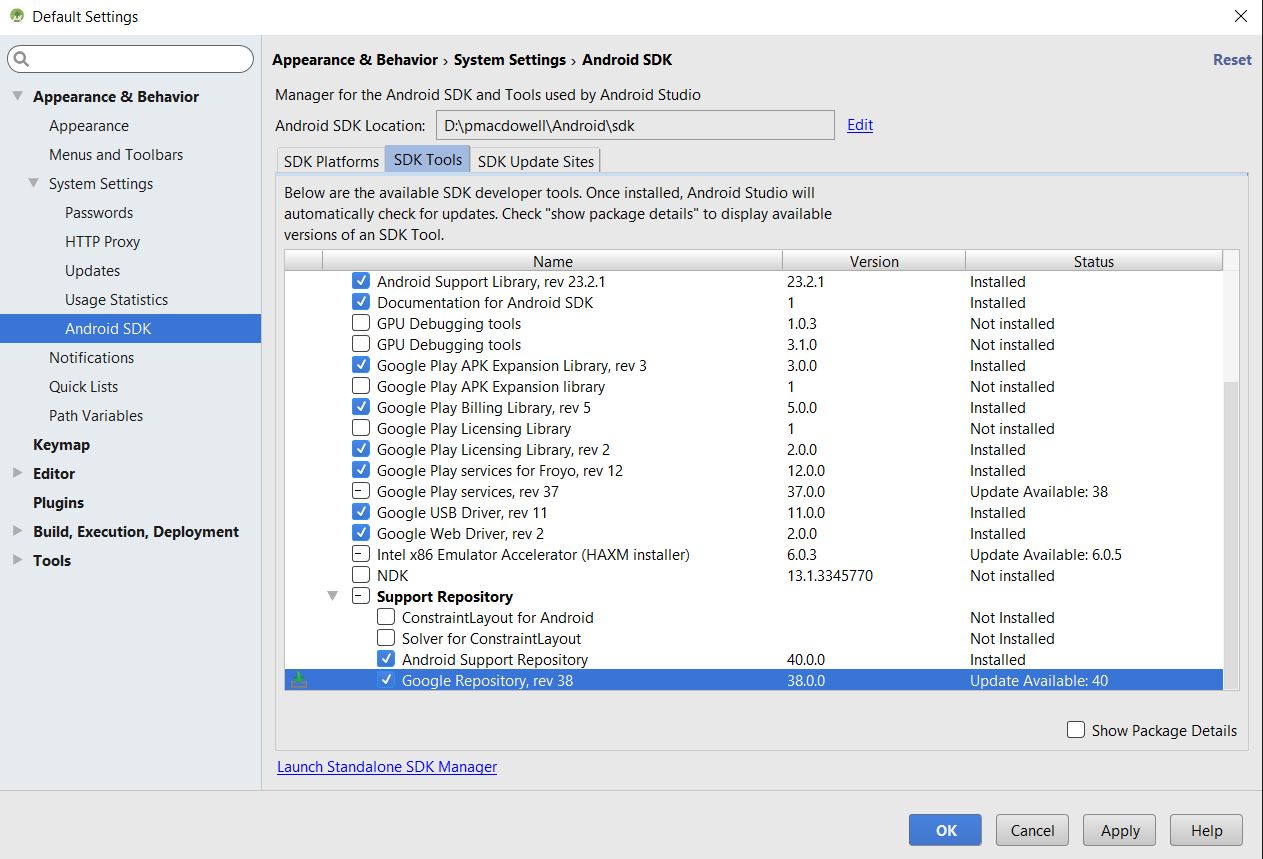 Default Settings
Appearance & Behavior
Appearance
Menus and Toolbars
System Settings
Passwords
HTTP Proxy
Updates
Usage Statistics
Android SDK
Notifications
Quick Lists
Path Variables
Keymap
Editor
Plugins
Build, Execution, Deployment
Tools
Appearance & Behavior › System Settings › Android SDK
Reset
Manager for the Android SDK and Tools used by Android Studio
Android SDK Location: D:\pmacdowell\Android\sdk Edit
SDK Platforms SDK Tools SDK Update Sites
Below are the available SDK developer tools. Once installed, Android Studio will
automatically check for updates. Check "show package details" to display available
versions of an SDK Tool.
Name Version Status
Android Support Library, rev 23.2.1 23.2.1 Installed
Documentation for Android SDK 1 Installed
GPU Debugging tools 1.0.3 Not installed
GPU Debugging tools 3.1.0 Not installed
Google Play APK Expansion Library, rev 3 3.0.0 Installed
Google Play APK Expansion library 1 Not installed
Google Play Billing Library, rev 5 5.0.0 Installed
Google Play Licensing Library 1 Not installed
Google Play Licensing Library, rev 2 2.0.0 Installed
Google Play services for Froyo, rev 12 12.0.0 Installed
Google Play services, rev 37 37.0.0 Update Available: 38
Google USB Driver, rev 11 11.0.0 Installed
Google Web Driver, rev 2 2.0.0 Installed
Intel x86 Emulator Accelerator (HAXM installer) 6.0.3 Update Available: 6.0.5
NDK 13.1.3345770 Not installed
Support Repository
ConstraintLayout for Android Not Installed
Solver for ConstraintLayout Not Installed
Android Support Repository 40.0.0 Installed
Google Repository, rev 38 38.0.0 Update Available: 40
Show Package Details
Launch Standalone SDK Manager
OK Cancel Apply Help